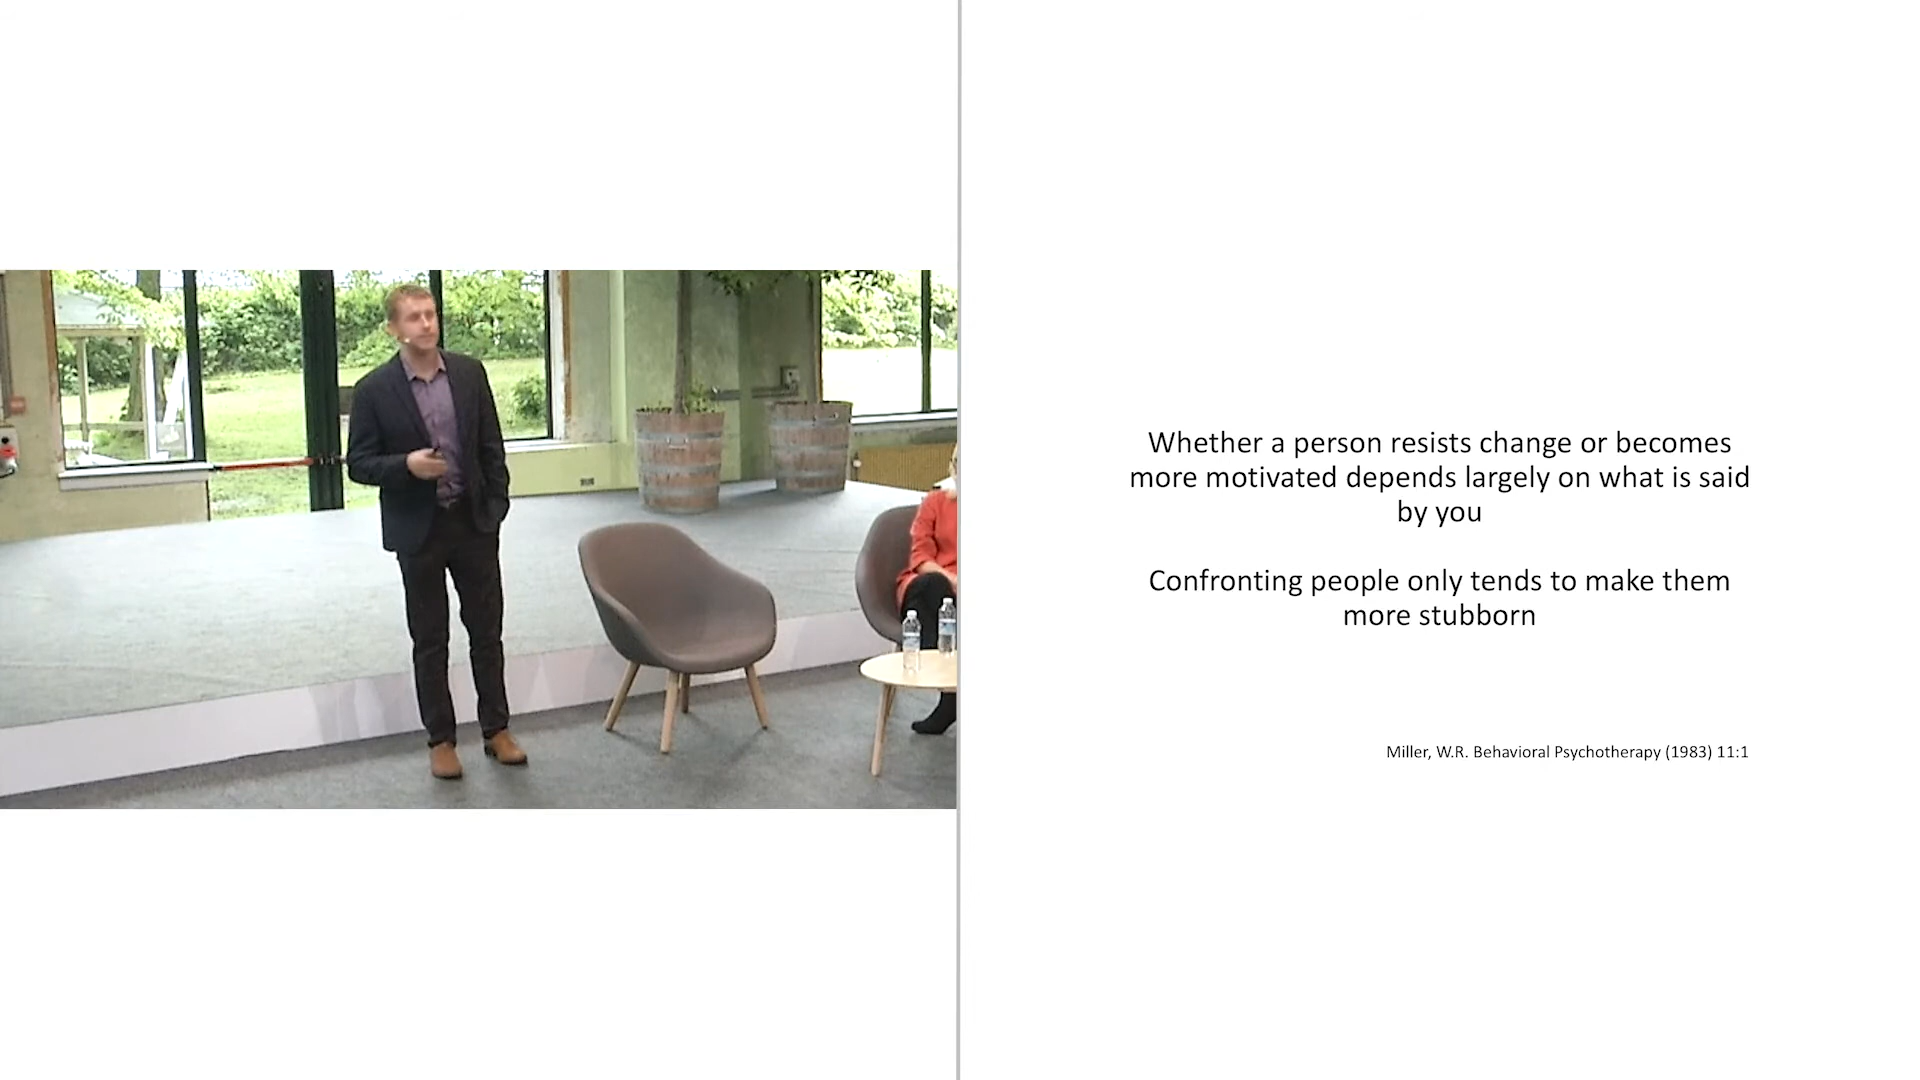 Whether a person resists change or becomes
more motivated depends largely on what is said
by you
Confronting people only tends to make them
more stubborn
Miller, W.R. Behavioral Psychotherapy (1983) 11:1